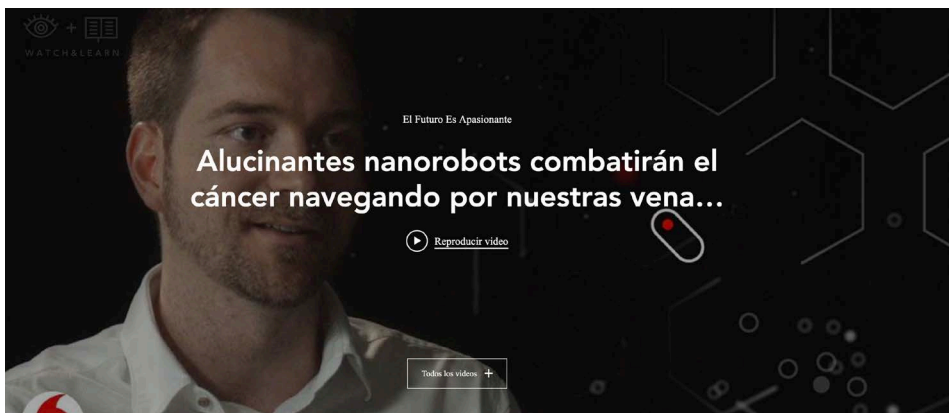 WATCH&LEARN
El Futuro Es Apasionante
Alucinantes nanorobots combatirán el
cáncer navegando por nuestras vena…
Reproducir video
Todos los videos +